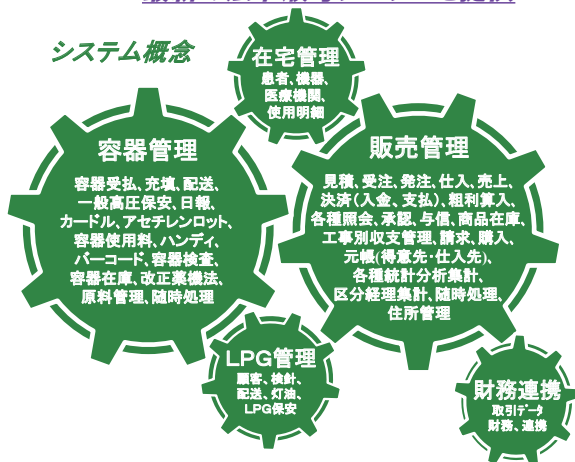 システム概念
在宅管理
患者、機器、
医療機関、
使用明細
容器管理
容器受払、充填、配送、
一般高圧保安、日報、
カードル、アセチレンロット、
容器使用料、ハンディ、
バーコード、容器検査、
容器在庫、改正薬機法、
原料管理、随時処理
販売管理
見積、受注、発注、仕入、売上、
決済(入金、支払)、粗利算入、
各種照会、承認、与信、商品在庫、
工事別収支管理、請求、購入、
元帳(得意先・仕入先)、
各種統計分析集計、
区分経理集計、随時処理、
住所管理
LPG管理
顧客、検針、
配送、灯油、
LPG保安
財務連携
取引データ
財務、連携